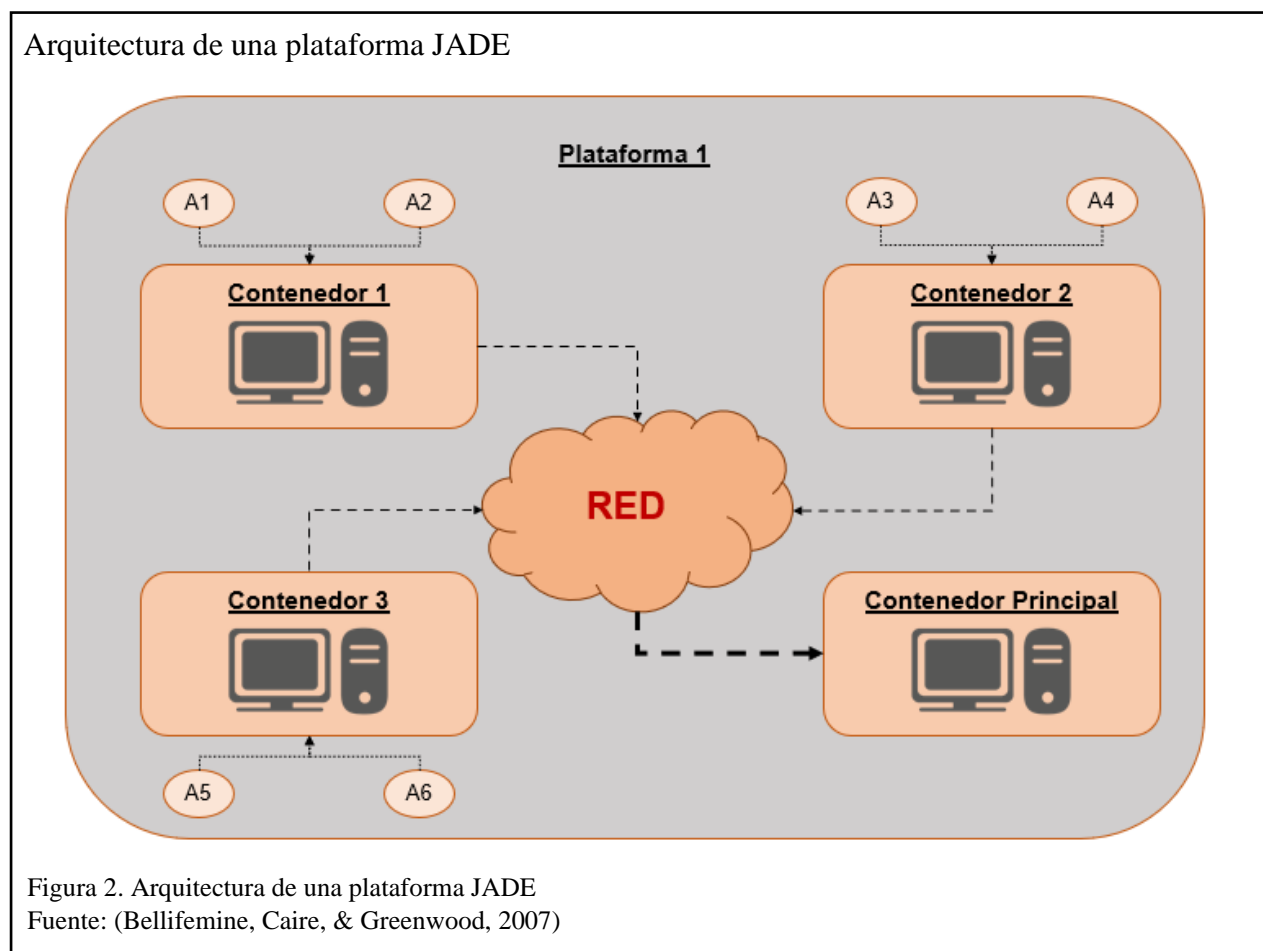 Arquitectura de una plataforma JADE
Plataforma 1
A1
A2
A3
A4
Contenedor 1
Contenedor 2
RED
Contenedor 3
Contenedor Principal
A5
A6
Figura 2. Arquitectura de una plataforma JADE
Fuente: (Bellifemine, Caire, & Greenwood, 2007)